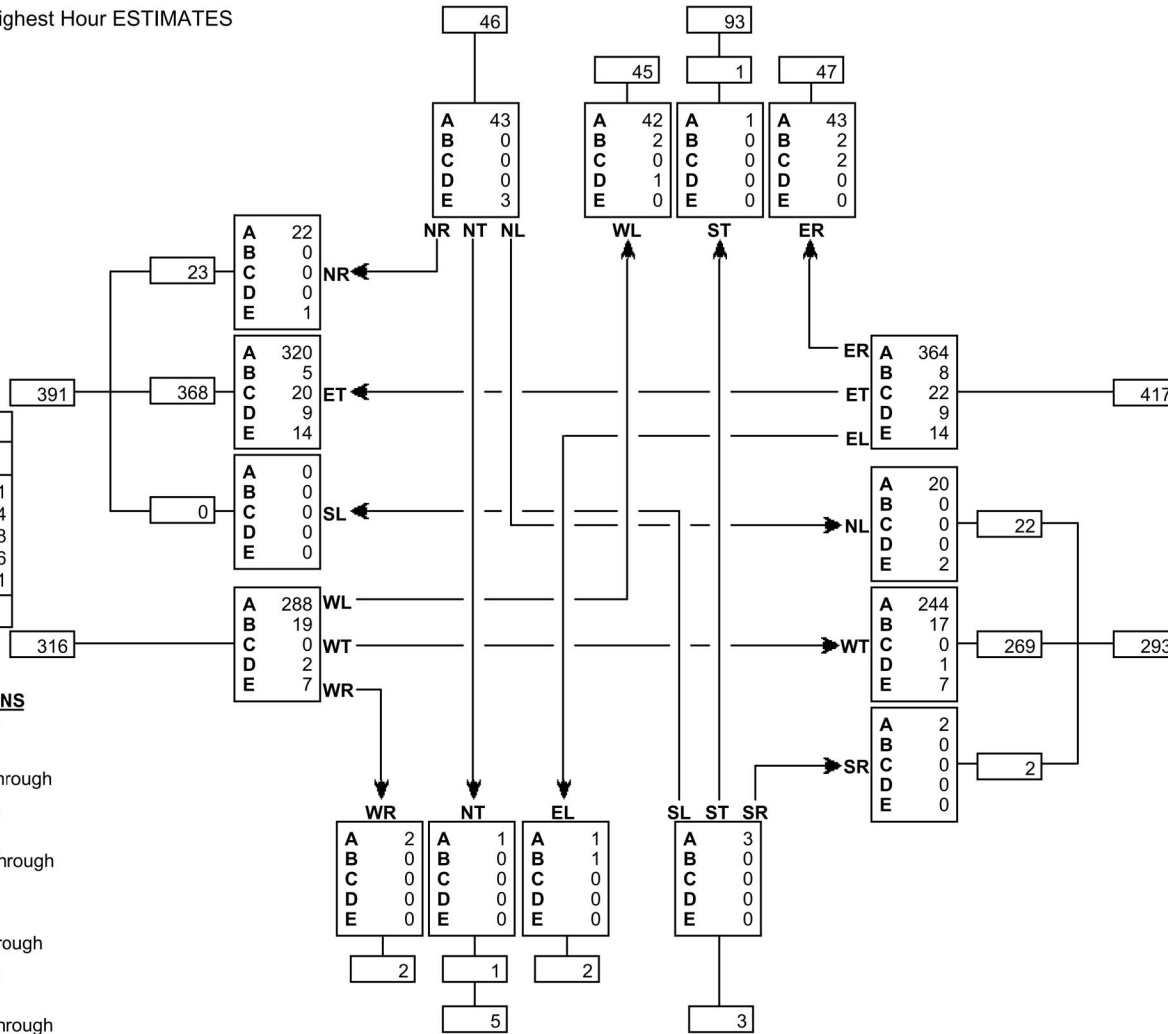 ighest Hour ESTIMATES
46
93
45
1
47
A 43
B 0
C 0
D 0
E 3
A 42
B 2
C 0
D 1
E 0
A 1
B 0
C 0
D 0
E 0
A 43
B 2
C 2
D 0
E 0
NR NT NL
WL
ST
ER
A 22
B 0
C 0
D 0
E 1
23
NR
A 320
B 5
C 20
D 9
E 14
391
368
ET
A 0
B 0
C 0
D 0
E 0
0
SL
1
4
8
6
1
A 288
B 19
C 0
D 2
E 7
316
WL
WT
WR
ER
ET
EL
A 364
B 8
C 22
D 9
E 14
417
A 20
B 0
C 0
D 0
E 2
NL
22
A 244
B 17
C 0
D 1
E 7
WT
269
293
A 2
B 0
C 0
D 0
E 0
SR
2
NS
hrough
hrough
rough
hrough
WR
NT
EL
SL ST SR
A 2
B 0
C 0
D 0
E 0
A 1
B 0
C 0
D 0
E 0
A 1
B 1
C 0
D 0
E 0
A 3
B 0
C 0
D 0
E 0
2
1
2
5
3